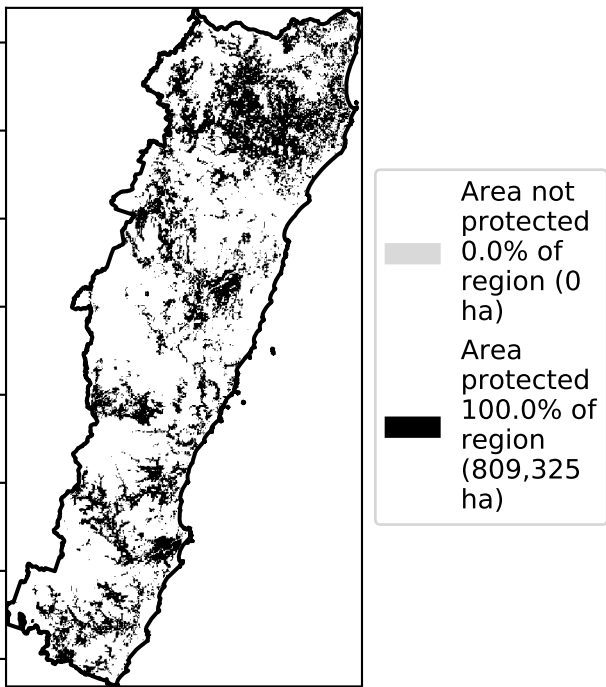 Area not
protected
0.0% of
region (0
ha)
Area
protected
100.0% of
region
(809,325
ha)